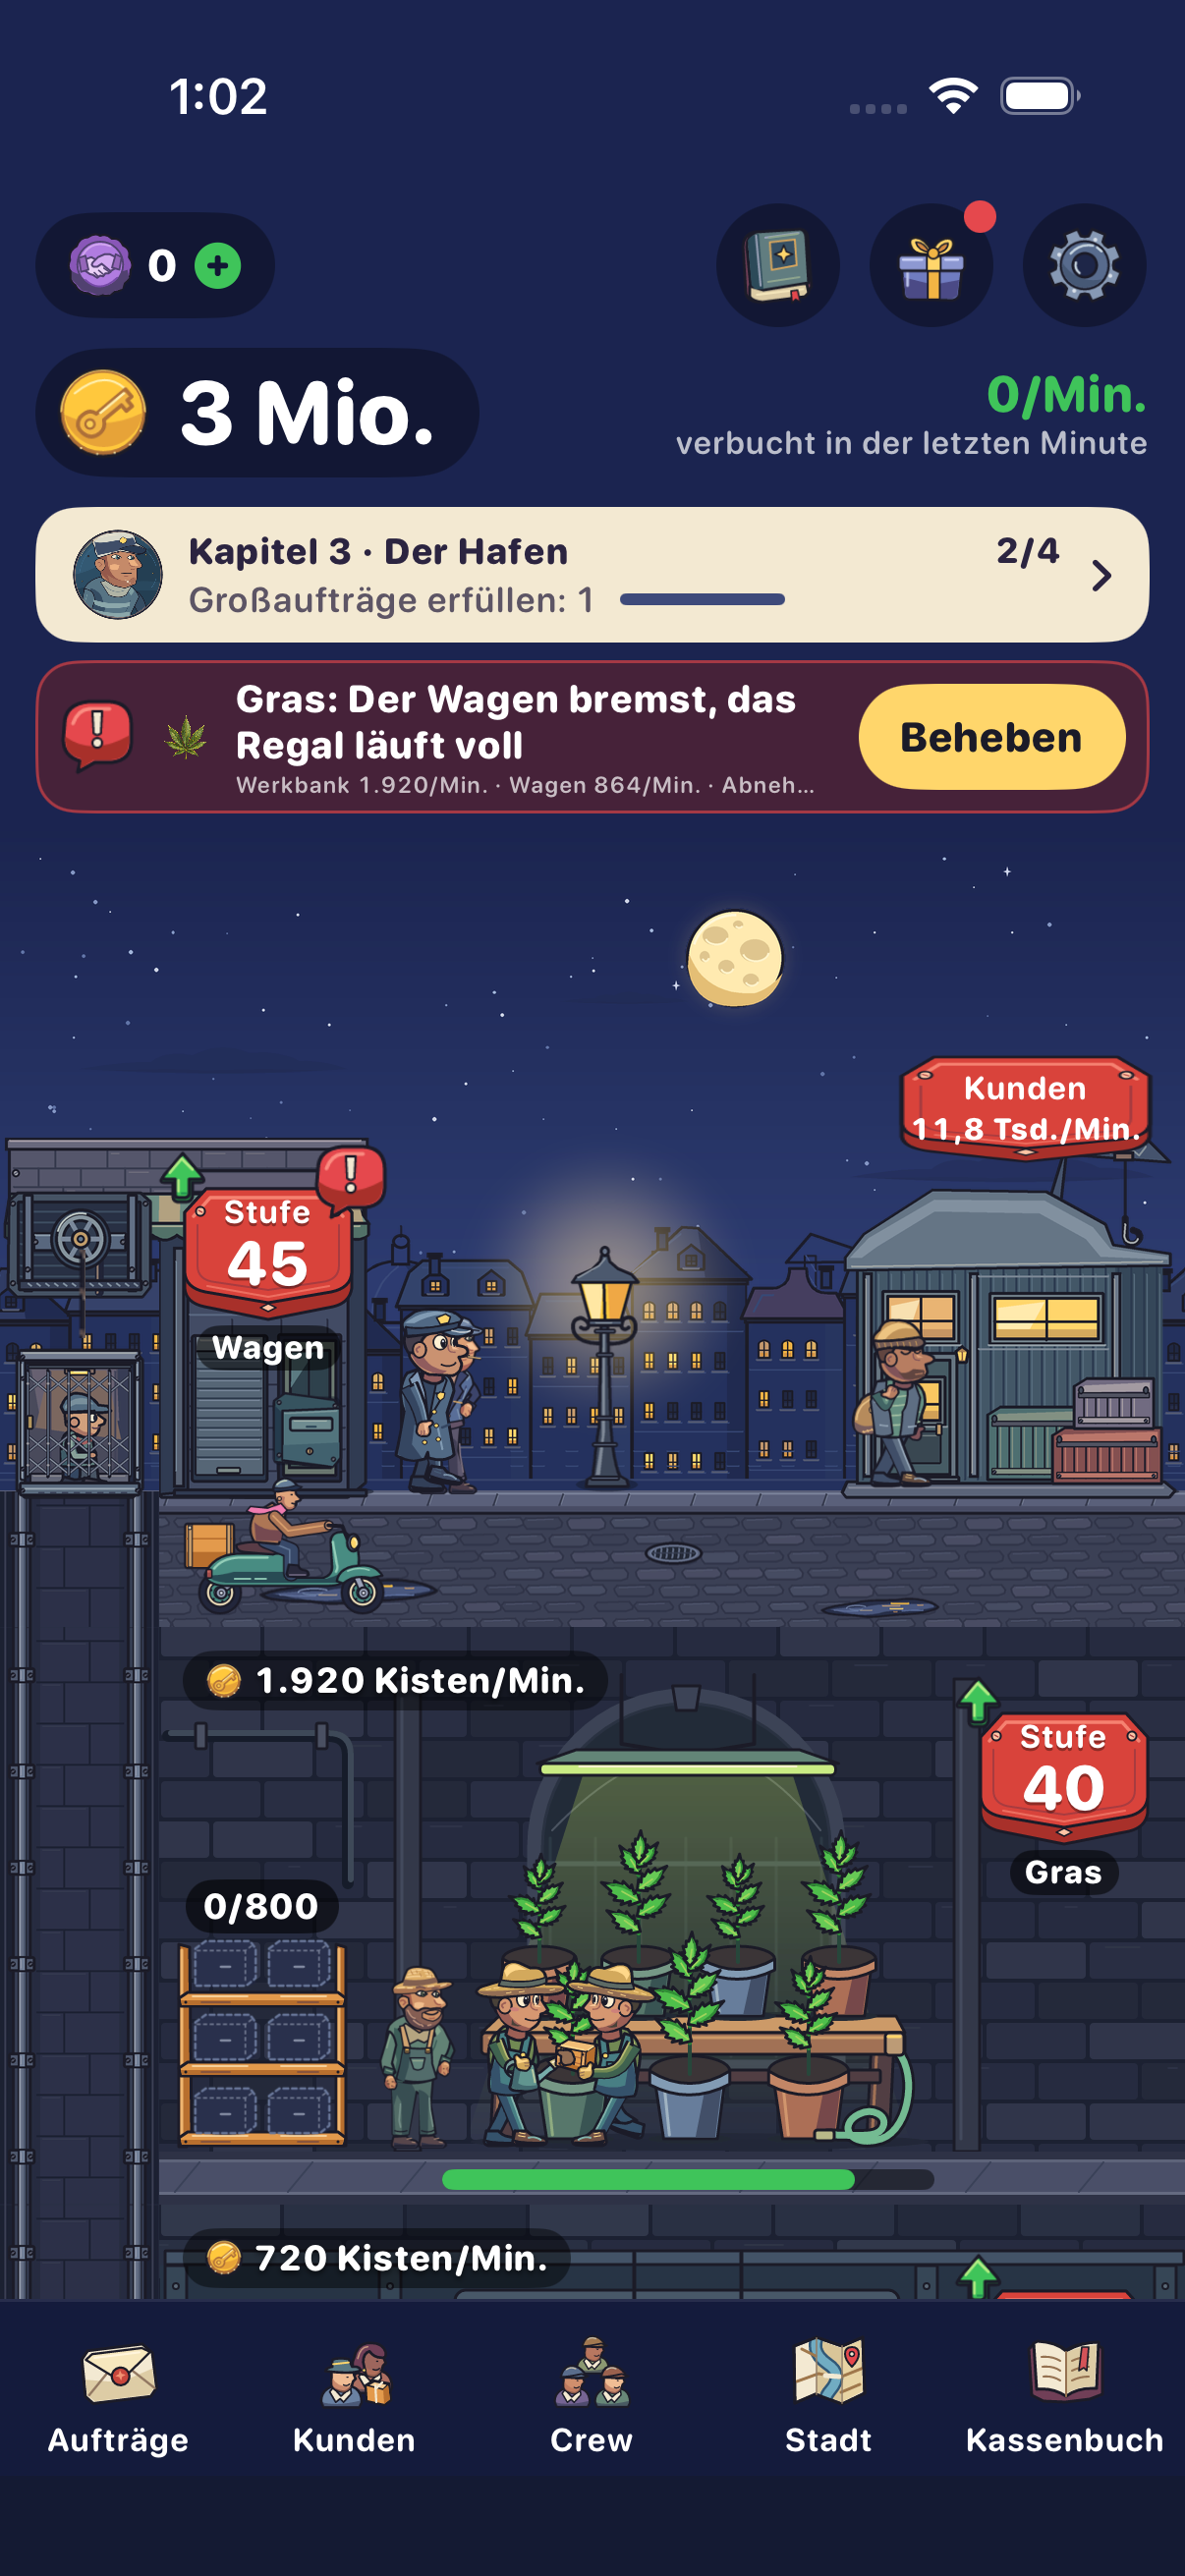 1:02
0
3 Mio.
0/Min.
verbucht in der letzten Minute
Kapitel 3 · Der Hafen
2/4
Großaufträge erfüllen: 1
Gras: Der Wagen bremst, das
Regal läuft voll
Werkbank 1.920/Min. · Wagen 864/Min. · Abneh…
Beheben
Kunden
11,8 Tsd./Min.
Stufe
45
Wagen
1.920 Kisten/Min.
Stufe
40
Gras
0/800
720 Kisten/Min.
Aufträge
Kunden
Crew
Stadt
Kassenbuch